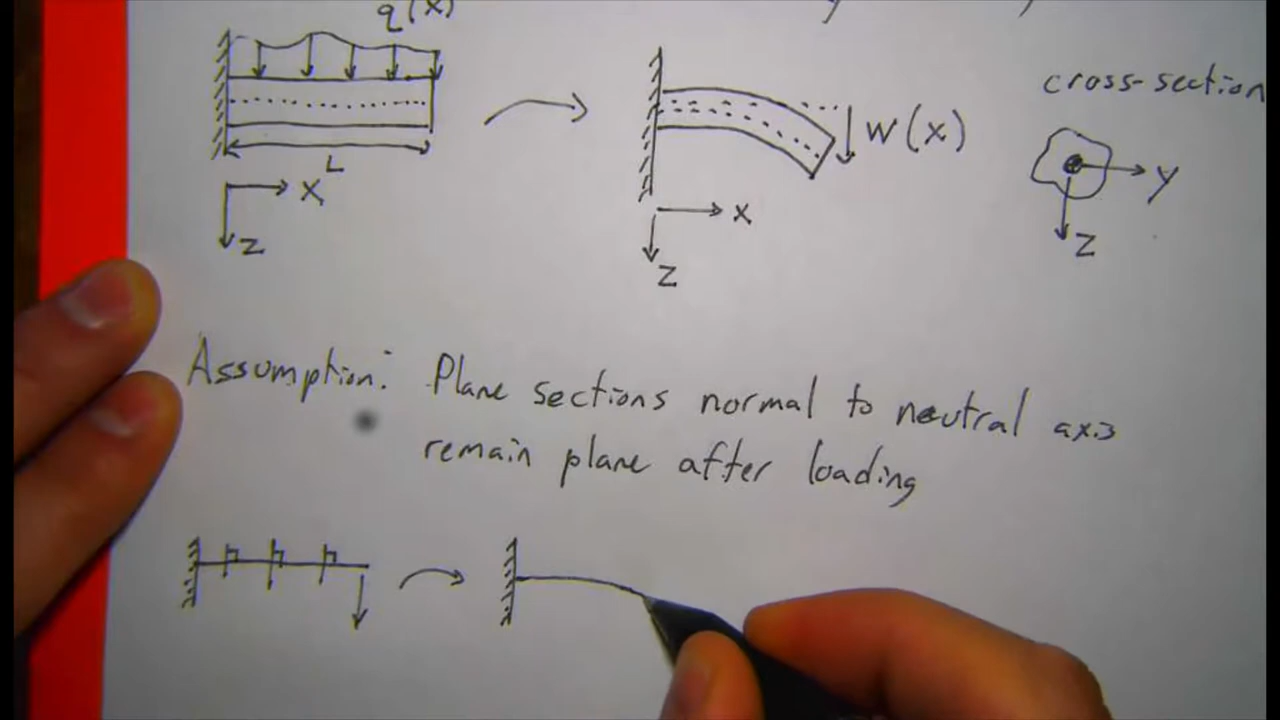 q(x)
cross-section
W(x)
L
x
x
y
z
z
z
Assumption: Plane sections normal to neutral axis
remain plane after loading